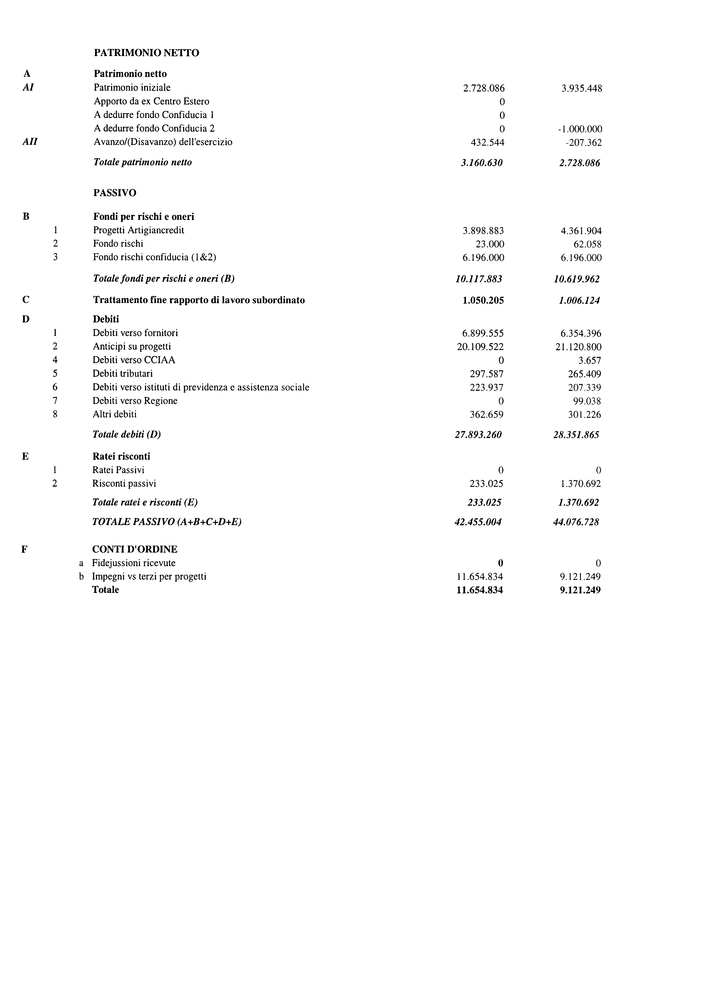 PATRIMONIO NETTO
A Patrimonio netto
AI Patrimonio iniziale 2.728.086 3.935.448
Apporto da ex Centro Estero 0
A dedurre fondo Confiducia 1 0
A dedurre fondo Confiducia 2 0 -1.000.000
AII Avanzo/(Disavanzo) dell'esercizio 432.544 -207.362
Totale patrimonio netto 3.160.630 2.728.086
PASSIVO
B Fondi per rischi e oneri
1 Progetti Artigiancredit 3.898.883 4.361.904
2 Fondo rischi 23.000 62.058
3 Fondo rischi confiducia (1&2) 6.196.000 6.196.000
Totale fondi per rischi e oneri (B) 10.117.883 10.619.962
C Trattamento fine rapporto di lavoro subordinato 1.050.205 1.006.124
D Debiti
1 Debiti verso fornitori 6.899.555 6.354.396
2 Anticipi su progetti 20.109.522 21.120.800
4 Debiti verso CCIAA 0 3.657
5 Debiti tributari 297.587 265.409
6 Debiti verso istituti di previdenza e assistenza sociale 223.937 207.339
7 Debiti verso Regione 0 99.038
8 Altri debiti 362.659 301.226
Totale debiti (D) 27.893.260 28.351.865
E Ratei risconti
1 Ratei Passivi 0 0
2 Risconti passivi 233.025 1.370.692
Totale ratei e risconti (E) 233.025 1.370.692
TOTALE PASSIVO (A+B+C+D+E) 42.455.004 44.076.728
F CONTI D'ORDINE
a Fidejussioni ricevute 0 0
b Impegni vs terzi per progetti 11.654.834 9.121.249
Totale 11.654.834 9.121.249